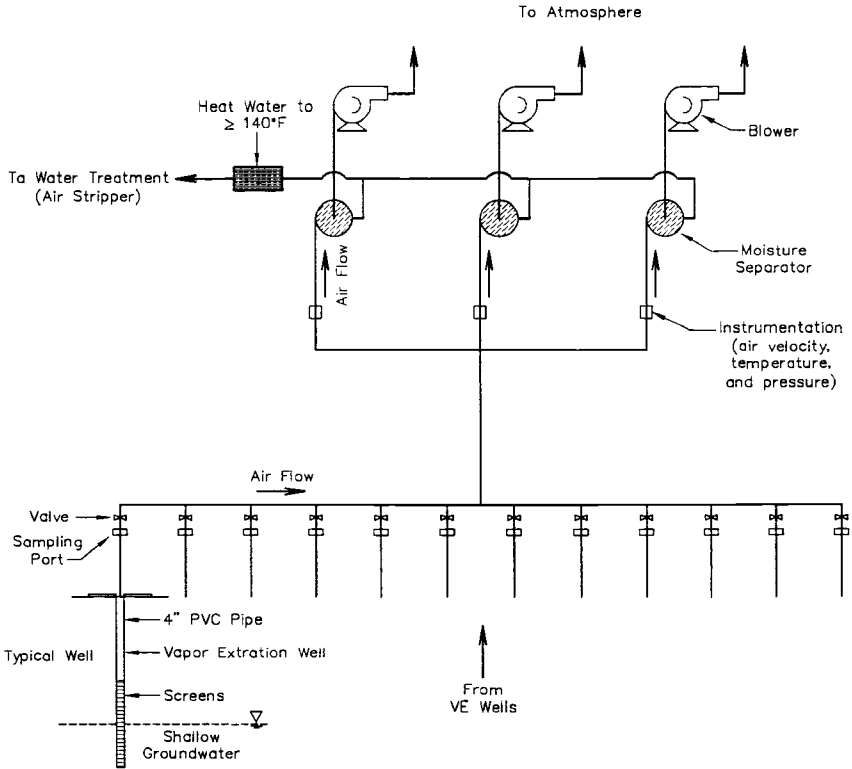 To Atmosphere
Heat Water to
≥ 140°F
Blower
Ta Water Treatment
(Air Stripper)
Air Flow
Moisture
Separator
Instrumentation
(air velocity,
temperature,
and pressure)
Air Flow
Valve
Sampling
Port
4" PVC Pipe
Typical Well
Vapor Extration Well
Screens
From
VE Wells
Shallow
Groundwater